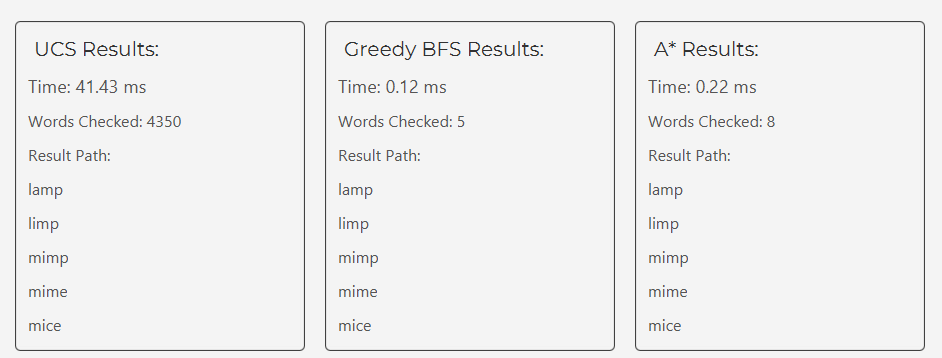 UCS Results:
Time: 41.43 ms
Words Checked: 4350
Result Path:
lamp
limp
mimp
mime
mice
Greedy BFS Results:
Time: 0.12 ms
Words Checked: 5
Result Path:
lamp
limp
mimp
mime
mice
A* Results:
Time: 0.22 ms
Words Checked: 8
Result Path:
lamp
limp
mimp
mime
mice